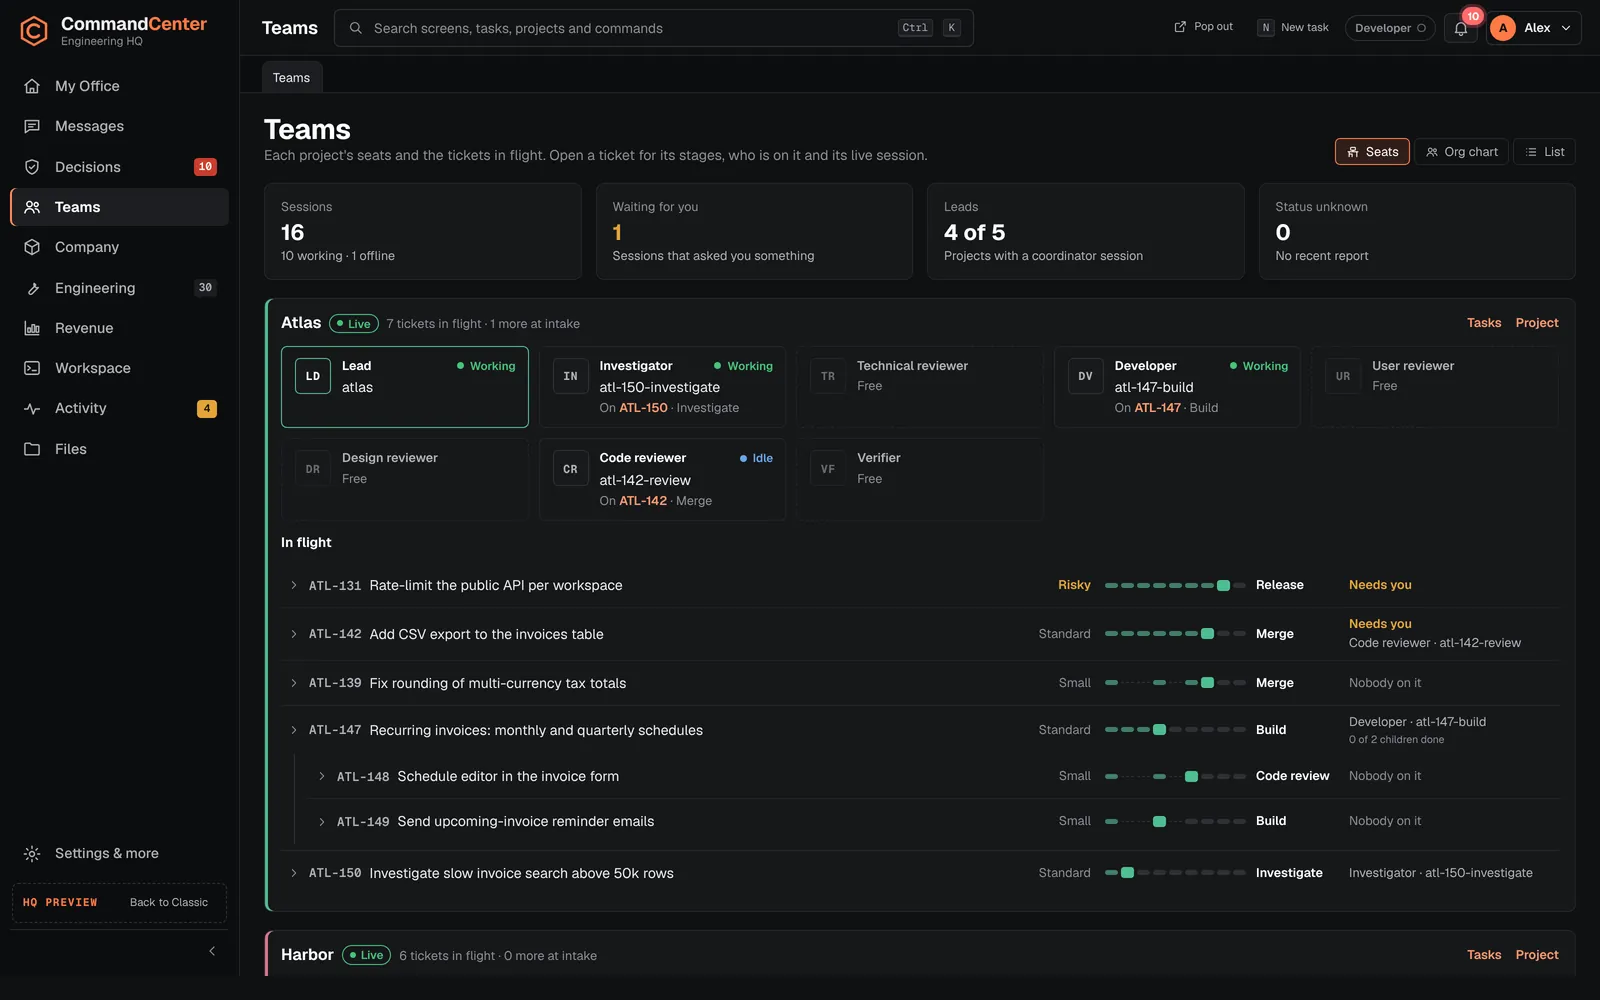 CommandCenter
Engineering HQ
Teams
Search screens, tasks, projects and commands
Ctrl K
Pop out
N New task
Developer
10
A Alex
My Office
Messages
Decisions 10
Teams
Company
Engineering 30
Revenue
Workspace
Activity 4
Files
Settings & more
HQ PREVIEW Back to Classic
Teams
Teams
Each project's seats and the tickets in flight. Open a ticket for its stages, who is on it and its live session.
Seats Org chart List
Sessions
16
10 working · 1 offline
Waiting for you
1
Sessions that asked you something
Leads
4 of 5
Projects with a coordinator session
Status unknown
0
No recent report
Atlas Live 7 tickets in flight · 1 more at intake Tasks Project
LD Lead Working
atlas
IN Investigator Working
atl-150-investigate
On ATL-150 · Investigate
TR Technical reviewer
Free
DV Developer Working
atl-147-build
On ATL-147 · Build
UR User reviewer
Free
DR Design reviewer
Free
CR Code reviewer Idle
atl-142-review
On ATL-142 · Merge
VF Verifier
Free
In flight
ATL-131 Rate-limit the public API per workspace Risky Release Needs you
ATL-142 Add CSV export to the invoices table Standard Merge Needs you
Code reviewer · atl-142-review
ATL-139 Fix rounding of multi-currency tax totals Small Merge Nobody on it
ATL-147 Recurring invoices: monthly and quarterly schedules Standard Build Developer · atl-147-build
0 of 2 children done
ATL-148 Schedule editor in the invoice form Small Code review Nobody on it
ATL-149 Send upcoming-invoice reminder emails Small Build Nobody on it
ATL-150 Investigate slow invoice search above 50k rows Standard Investigate Investigator · atl-150-investigate
Harbor Live 6 tickets in flight · 0 more at intake Tasks Project